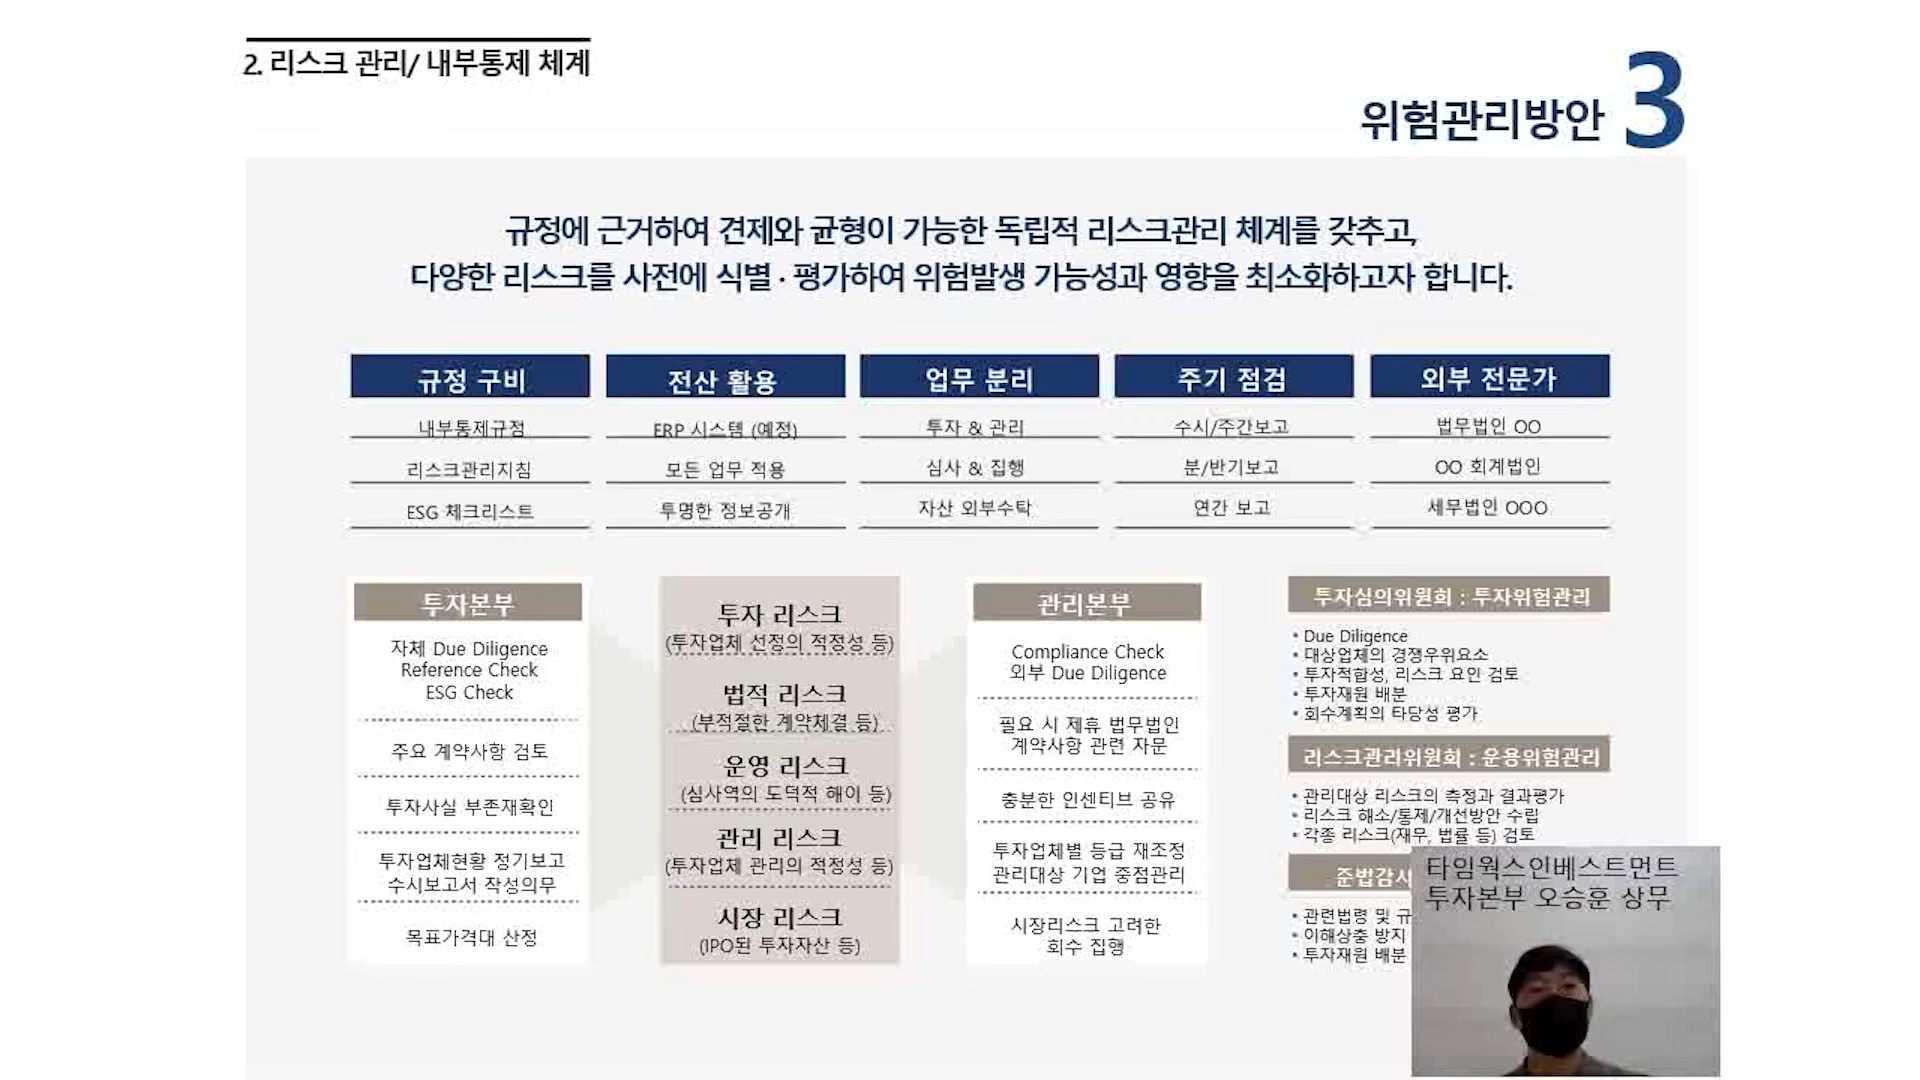 2. 리스크 관리/ 내부통제 체계
위험관리방안 3
규정에 근거하여 견제와 균형이 가능한 독립적 리스크관리 체계를 갖추고,
다양한 리스크를 사전에 식별 · 평가하여 위험발생 가능성과 영향을 최소화하고자 합니다.
규정 구비
내부통제규정
리스크관리지침
ESG 체크리스트
전산 활용
ERP 시스템 (예정)
모든 업무 적용
투명한 정보공개
업무 분리
투자 & 관리
심사 & 집행
자산 외부수탁
주기 점검
수시/주간보고
분/반기보고
연간 보고
외부 전문가
법무법인 OO
OO 회계법인
세무법인 OOO
투자본부
자체 Due Diligence
Reference Check
ESG Check
주요 계약사항 검토
투자사실 부존재확인
투자업체현황 정기보고
수시보고서 작성의무
목표가격대 산정
투자 리스크
(투자업체 선정의 적정성 등)
법적 리스크
(부적절한 계약체결 등)
운영 리스크
(심사역의 도덕적 해이 등)
관리 리스크
(투자업체 관리의 적정성 등)
시장 리스크
(IPO된 투자자산 등)
관리본부
Compliance Check
외부 Due Diligence
필요 시 제휴 법무법인
계약사항 관련 자문
충분한 인센티브 공유
투자업체별 등급 재조정
관리대상 기업 중점관리
시장리스크 고려한
회수 집행
투자심의위원회 : 투자위험관리
• Due Diligence
• 대상업체의 경쟁우위요소
• 투자적합성, 리스크 요인 검토
• 투자재원 배분
• 회수계획의 타당성 평가
리스크관리위원회 : 운용위험관리
• 관리대상 리스크의 측정과 결과평가
• 리스크 해소/통제/개선방안 수립
• 각종 리스크(재무, 법률 등) 검토
준법감시
• 관련법령 및 규
• 이해상충 방지
• 투자재원 배분
타임웍스인베스트먼트
투자본부 오승훈 상무